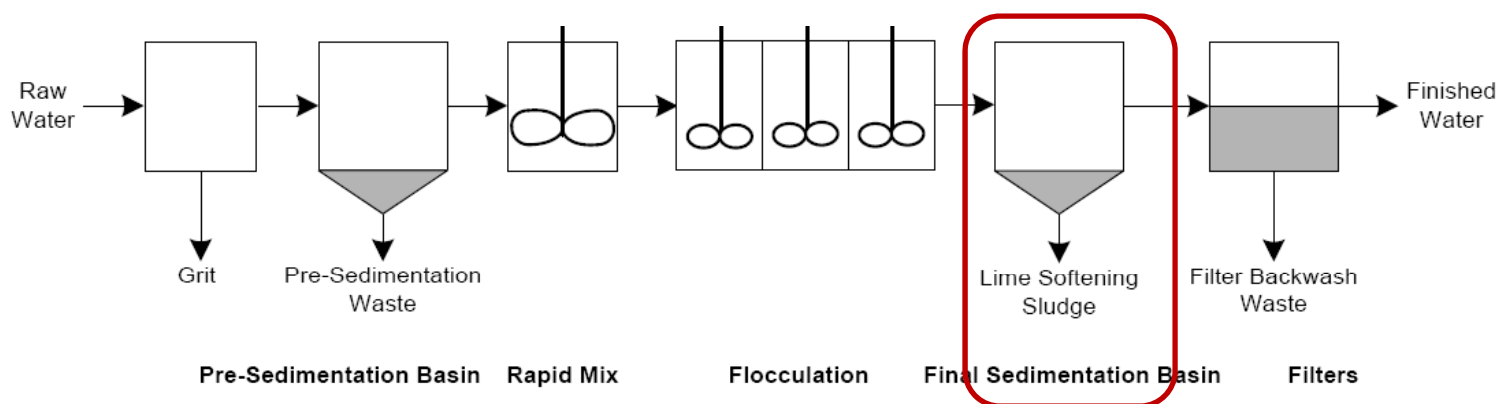 Raw
Water
Finished
Water
Grit
Pre-Sedimentation
Waste
Lime Softening
Sludge
Filter Backwash
Waste
Pre-Sedimentation Basin
Rapid Mix
Flocculation
Final Sedimentation Basin
Filters